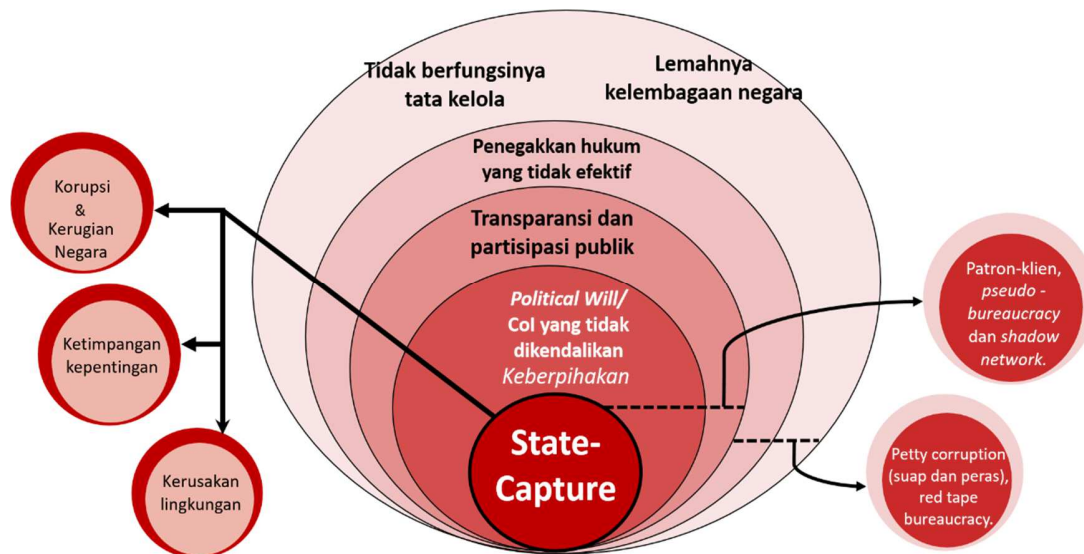 Tidak berfungsinya
tata kelola
Lemahnya
kelembagaan negara
Penegakkan hukum
yang tidak efektif
Transparansi dan
partisipasi publik
Political Will/
CoI yang tidak
dikendalikan
Keberpihakan
State-
Capture
Korupsi
&
Kerugian
Negara
Ketimpangan
kepentingan
Kerusakan
lingkungan
Patron-klien,
pseudo -
bureaucracy
dan shadow
network.
Petty corruption
(suap dan peras),
red tape
bureaucracy.